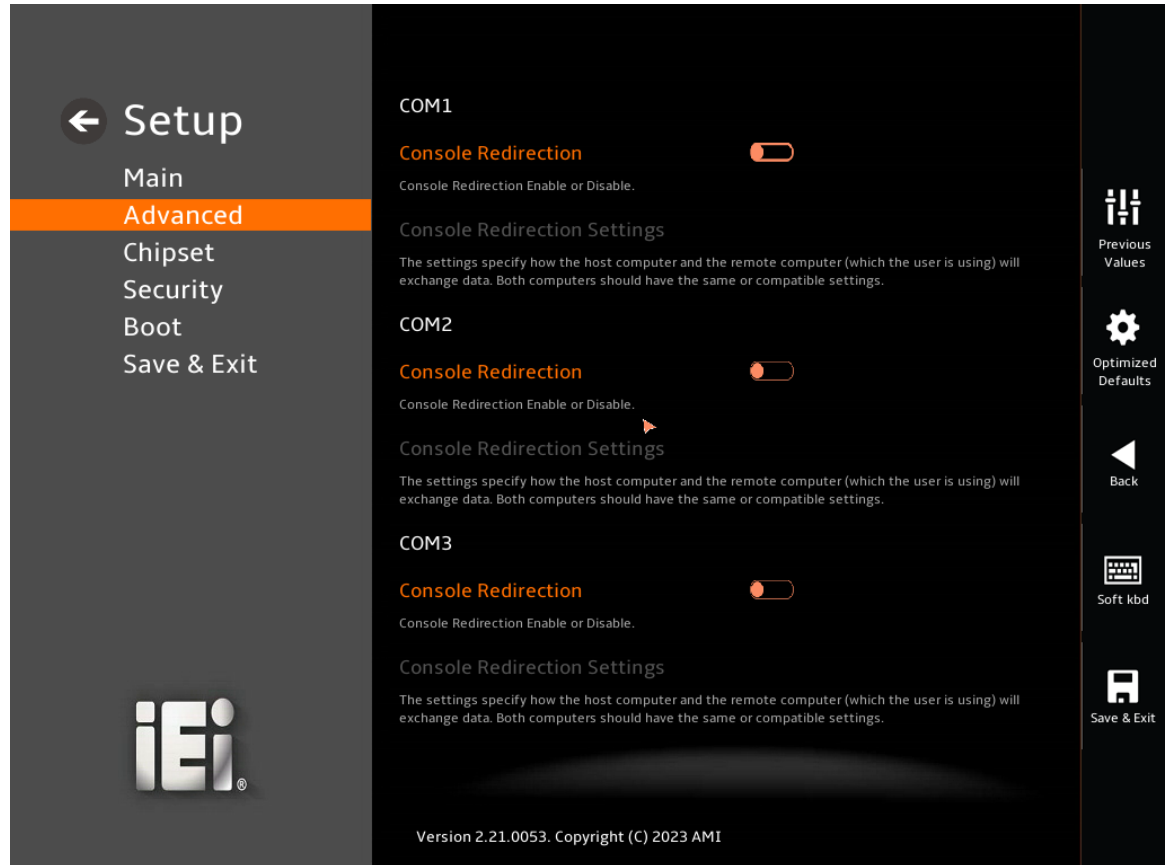 Setup
Main
Advanced
Chipset
Security
Boot
Save & Exit
iEi®
COM1
Console Redirection
Console Redirection Enable or Disable.
Console Redirection Settings
The settings specify how the host computer and the remote computer (which the user is using) will
exchange data. Both computers should have the same or compatible settings.
COM2
Console Redirection
Console Redirection Enable or Disable.
Console Redirection Settings
The settings specify how the host computer and the remote computer (which the user is using) will
exchange data. Both computers should have the same or compatible settings.
COM3
Console Redirection
Console Redirection Enable or Disable.
Console Redirection Settings
The settings specify how the host computer and the remote computer (which the user is using) will
exchange data. Both computers should have the same or compatible settings.
Version 2.21.0053. Copyright (C) 2023 AMI
Previous
Values
Optimized
Defaults
Back
Soft kbd
Save & Exit